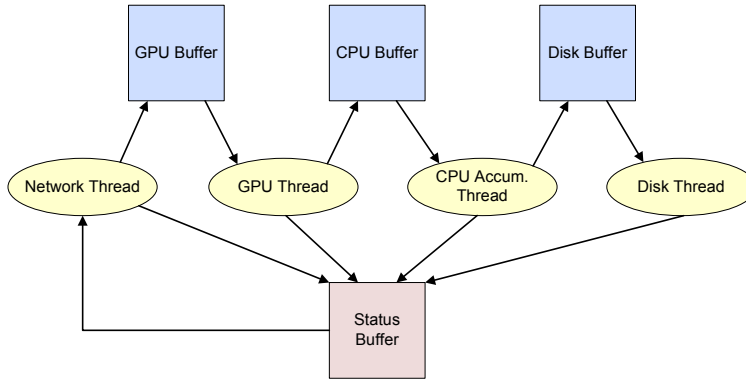 GPU Buffer
CPU Buffer
Disk Buffer
Network Thread
GPU Thread
CPU Accum.
Thread
Disk Thread
Status
Buffer